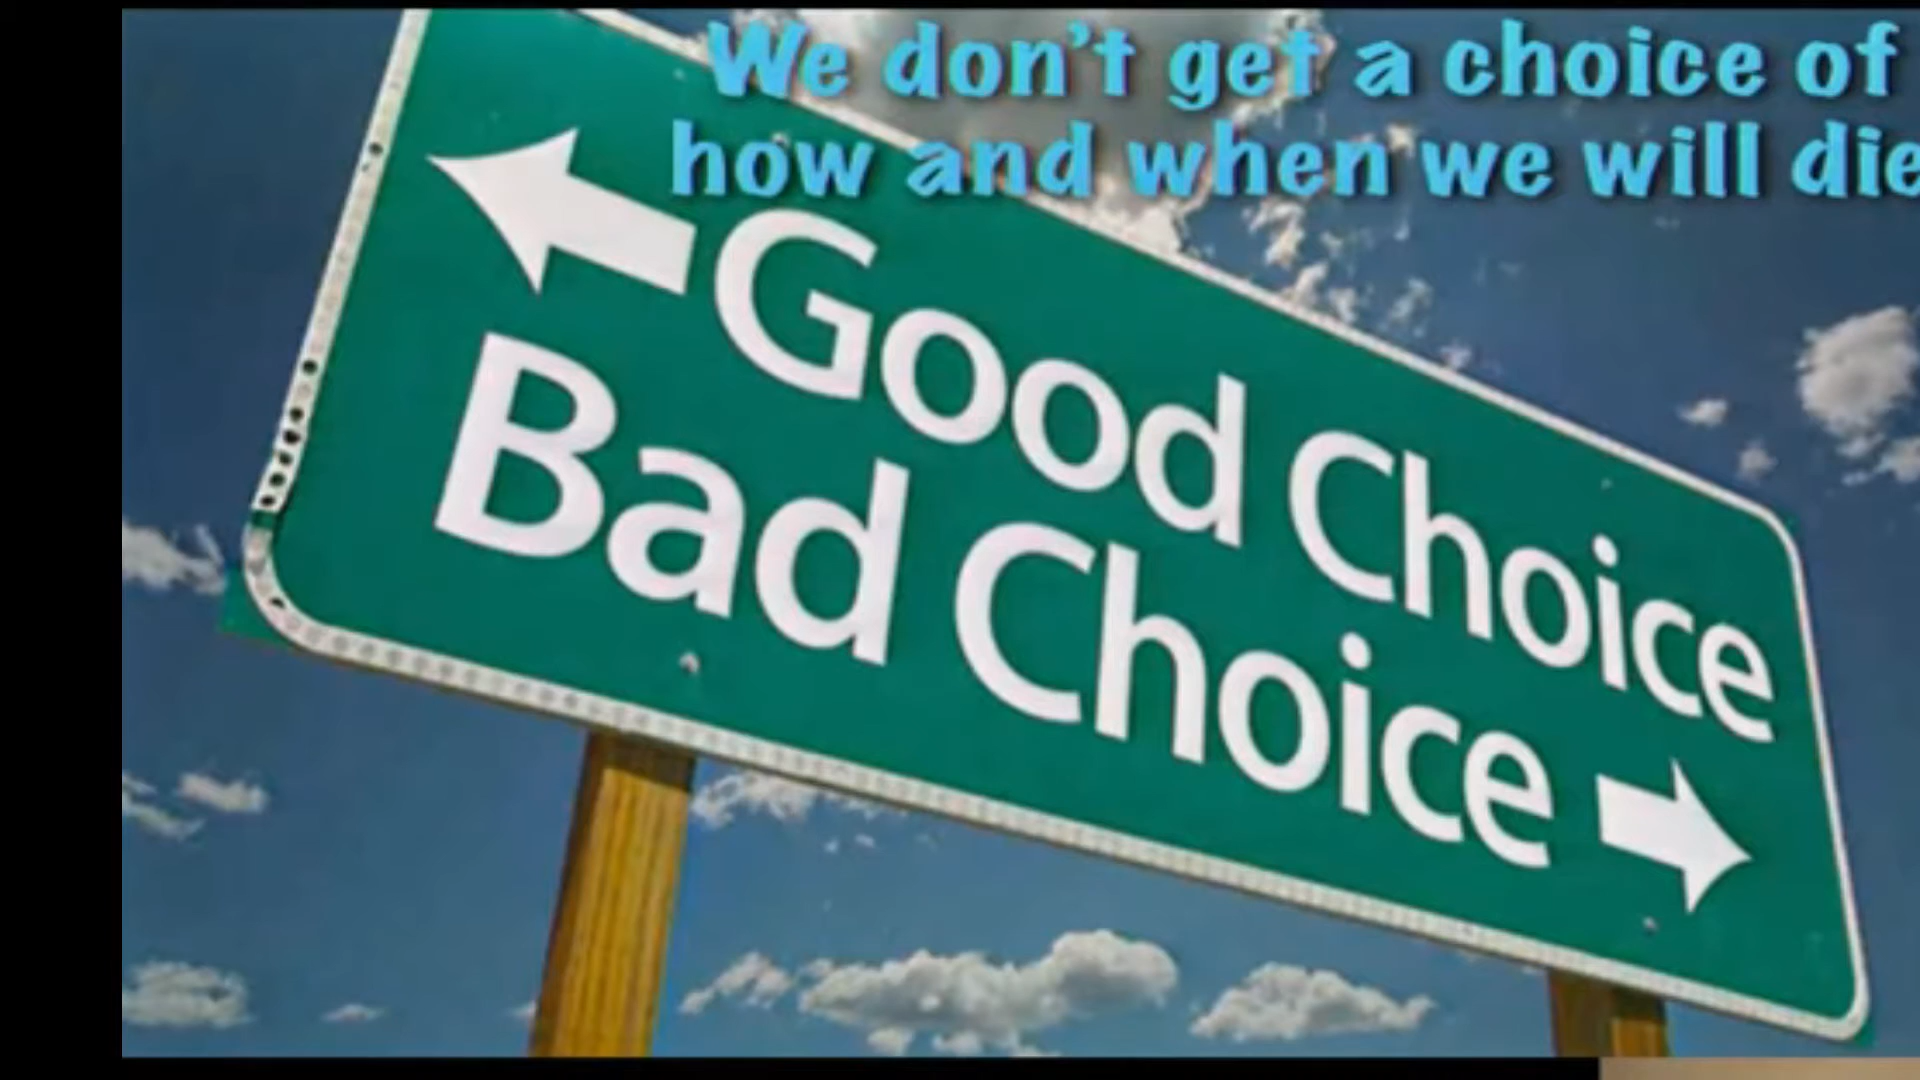 We don't get a choice of
how and when we will die
Good Choice
Bad Choice